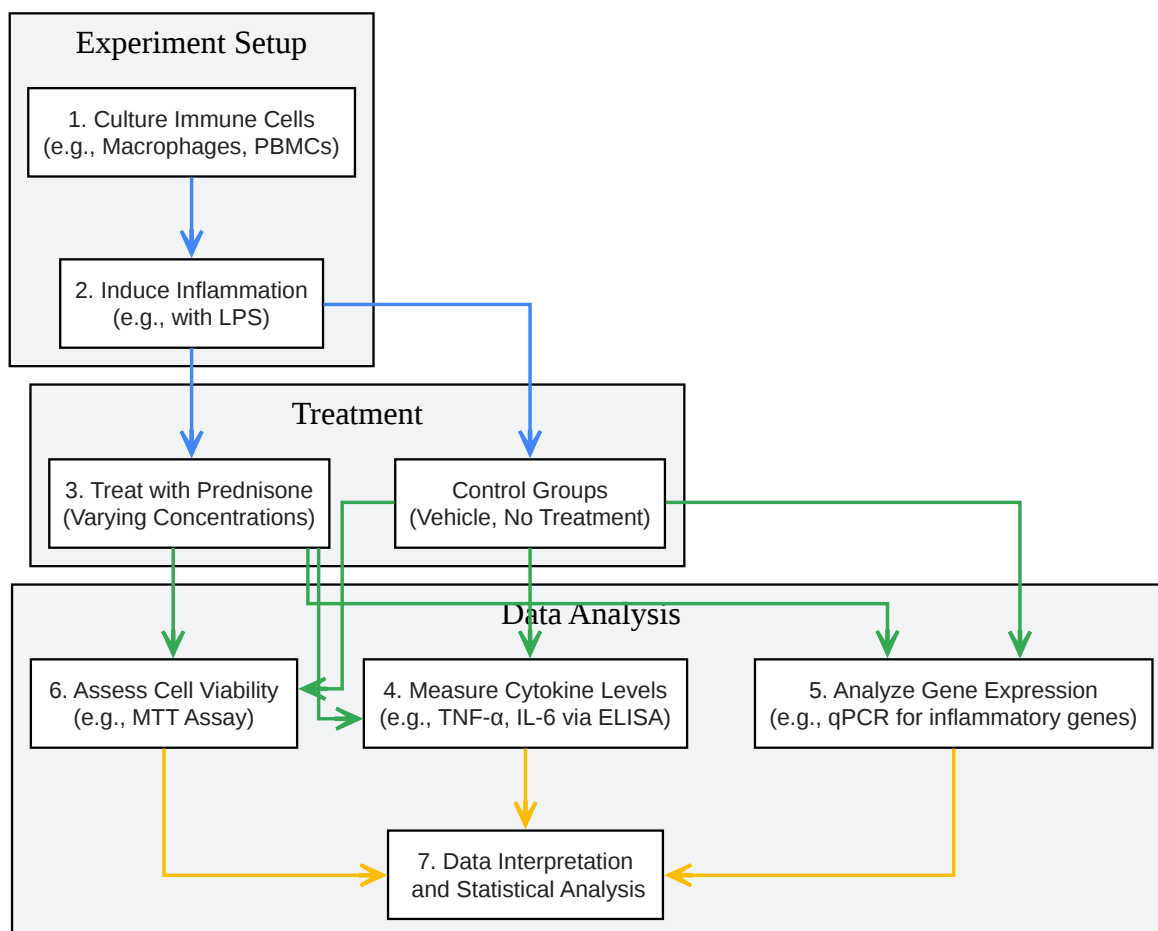 Experiment Setup
1. Culture Immune Cells
(e.g., Macrophages, PBMCs)
2. Induce Inflammation
(e.g., with LPS)
Treatment
3. Treat with Prednisone
(Varying Concentrations)
Control Groups
(Vehicle, No Treatment)
Data Analysis
6. Assess Cell Viability
(e.g., MTT Assay)
4. Measure Cytokine Levels
(e.g., TNF-α, IL-6 via ELISA)
5. Analyze Gene Expression
(e.g., qPCR for inflammatory genes)
7. Data Interpretation
and Statistical Analysis